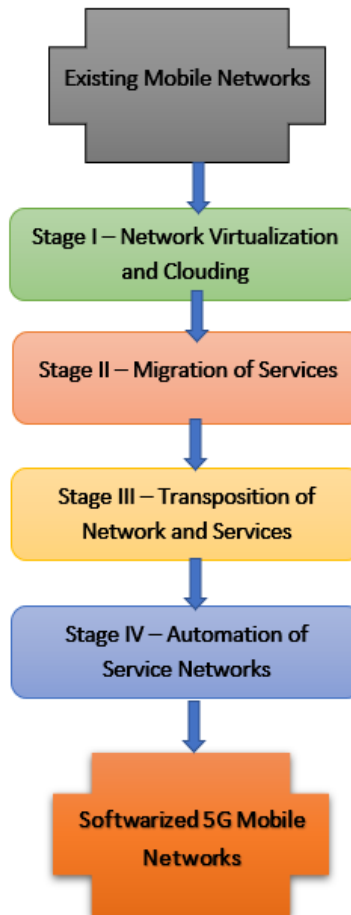 Existing Mobile Networks
Stage I – Network Virtualization
and Clouding
Stage II – Migration of Services
Stage III – Transposition of
Network and Services
Stage IV – Automation of
Service Networks
Softwarized 5G Mobile
Networks